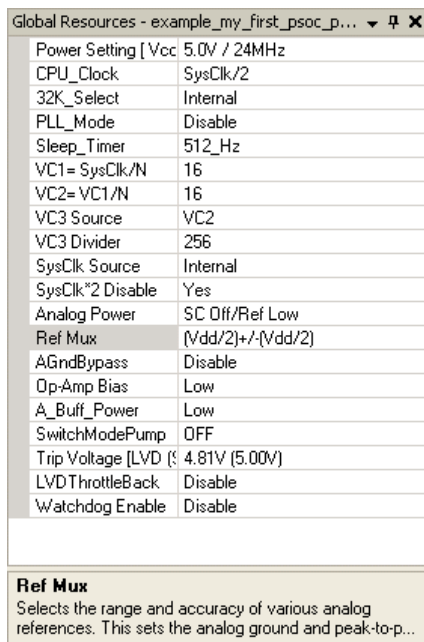 Global Resources - example_my_first_psoc_p...
Power Setting [ Vcc 5.0V / 24MHz
CPU_Clock SysClk/2
32K_Select Internal
PLL_Mode Disable
Sleep_Timer 512_Hz
VC1= SysClk/N 16
VC2= VC1/N 16
VC3 Source VC2
VC3 Divider 256
SysClk Source Internal
SysClk*2 Disable Yes
Analog Power SC Off/Ref Low
Ref Mux (Vdd/2)+/-(Vdd/2)
AGndBypass Disable
Op-Amp Bias Low
A_Buff_Power Low
SwitchModePump OFF
Trip Voltage [LVD (S 4.81V (5.00V)
LVDThrottleBack Disable
Watchdog Enable Disable
Ref Mux
Selects the range and accuracy of various analog
references. This sets the analog ground and peak-to-p...